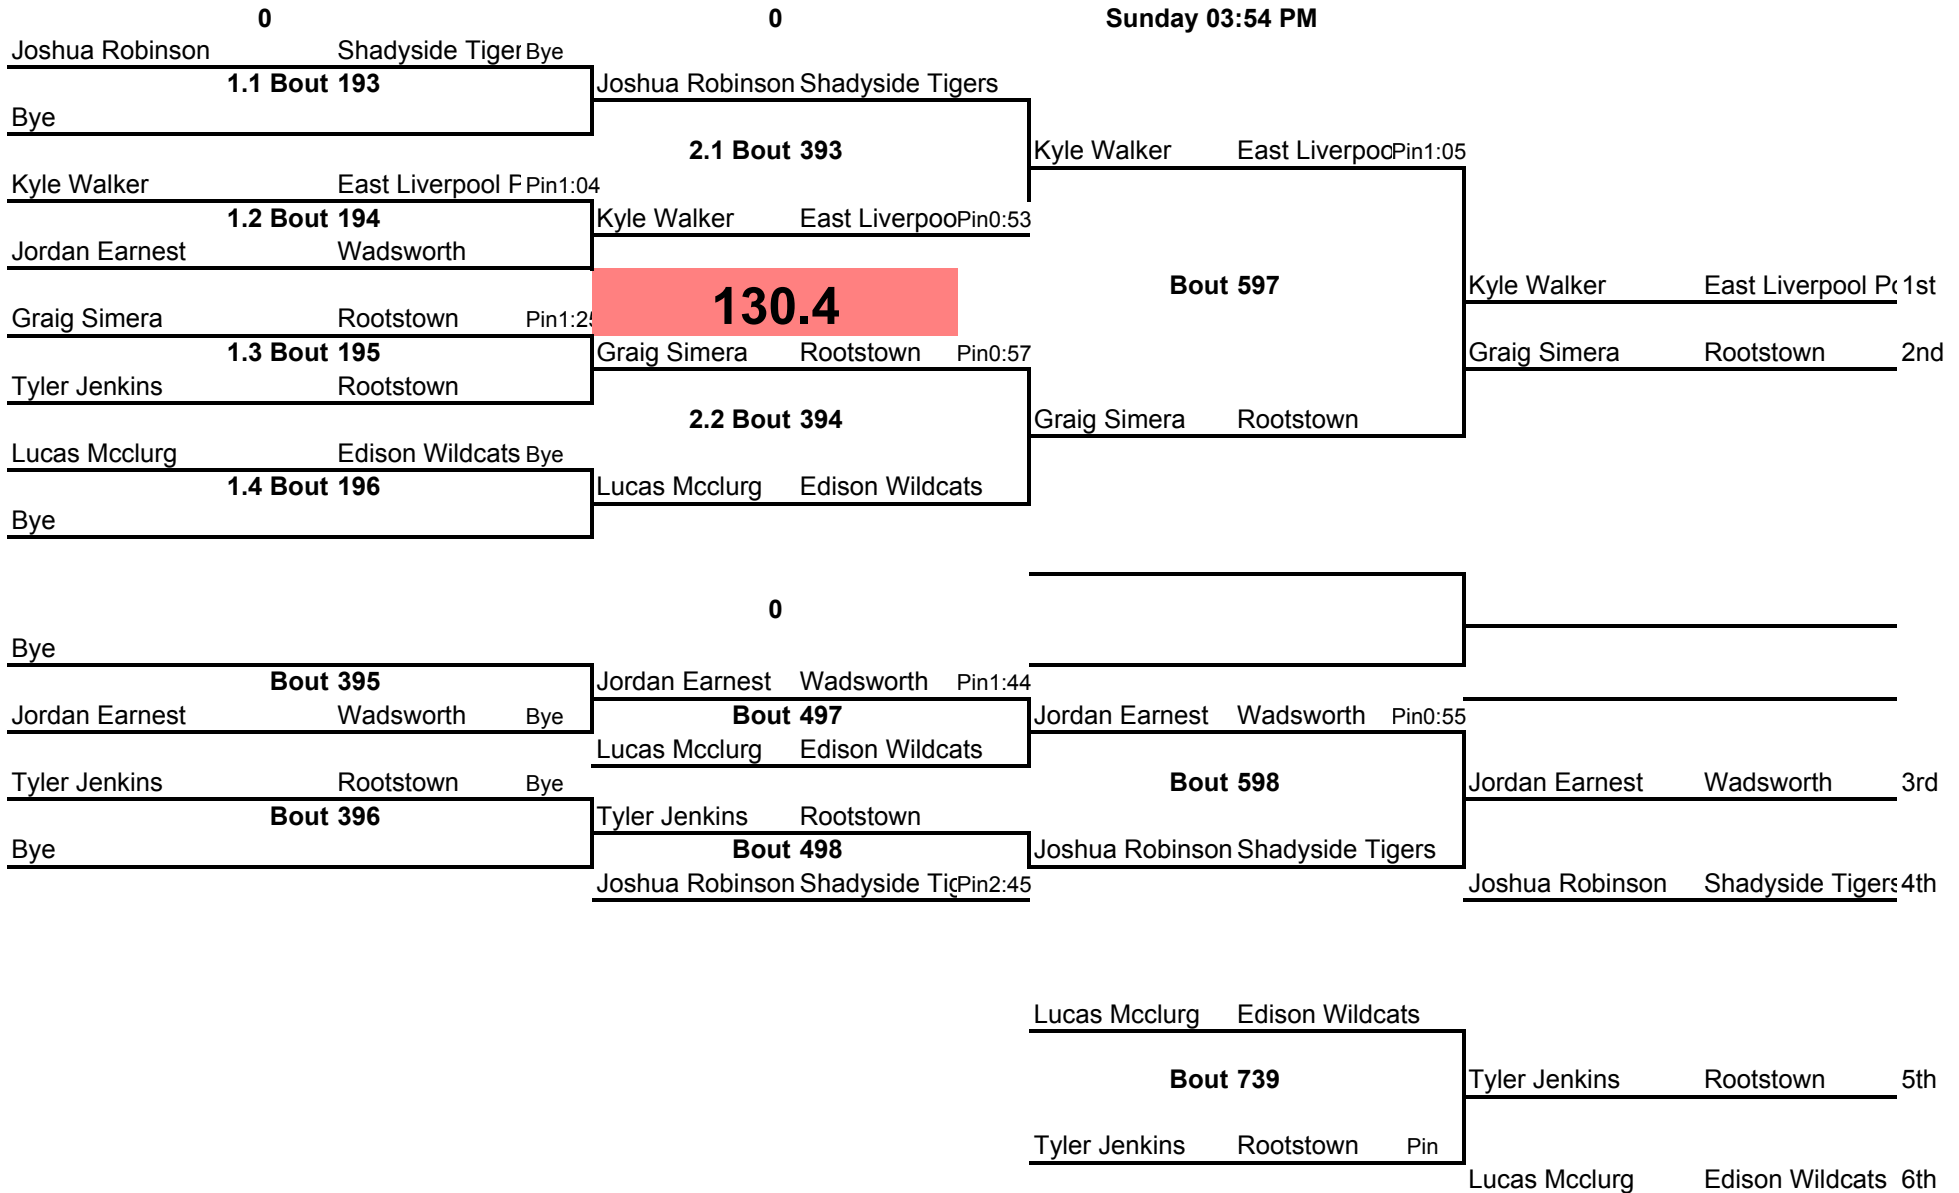 0 0 Sunday 03:54 PM
Joshua Robinson Shadyside Tiger Bye
1.1 Bout 193 Joshua Robinson Shadyside Tigers
Bye
2.1 Bout 393 Kyle Walker East Liverpoo Pin1:05
Kyle Walker East Liverpool P Pin1:04
1.2 Bout 194 Kyle Walker East Liverpoo Pin0:53
Jordan Earnest Wadsworth
130.4 Bout 597 Kyle Walker East Liverpool Po 1st
Graig Simera Rootstown Pin1:25
1.3 Bout 195 Graig Simera Rootstown Pin0:57 Graig Simera Rootstown 2nd
Tyler Jenkins Rootstown
2.2 Bout 394 Graig Simera Rootstown
Lucas Mcclurg Edison Wildcats Bye
1.4 Bout 196 Lucas Mcclurg Edison Wildcats
Bye
0
Bye
Bout 395 Jordan Earnest Wadsworth Pin1:44
Jordan Earnest Wadsworth Bye Bout 497 Jordan Earnest Wadsworth Pin0:55
Lucas Mcclurg Edison Wildcats
Tyler Jenkins Rootstown Bye Bout 598 Jordan Earnest Wadsworth 3rd
Bout 396 Tyler Jenkins Rootstown
Bye Bout 498 Joshua Robinson Shadyside Tigers
Joshua Robinson Shadyside Tig Pin2:45 Joshua Robinson Shadyside Tigers 4th
Lucas Mcclurg Edison Wildcats
Bout 739 Tyler Jenkins Rootstown 5th
Tyler Jenkins Rootstown Pin
Lucas Mcclurg Edison Wildcats 6th